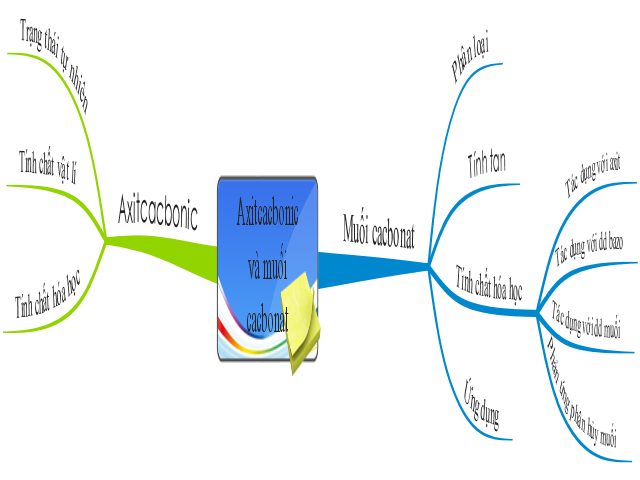 Axitcacbonic
và muối
cacbonat
Axitcacbonic
Trạng thái tự nhiên
Tính chất vật lí
Tính chất hóa học
Muối cacbonat
Phân loại
Tính tan
Tính chất hóa học
Tác dụng với axit
Tác dụng với dd bazo
Tác dụng với dd muối
Phản ứng phân hủy muối
Ứng dụng